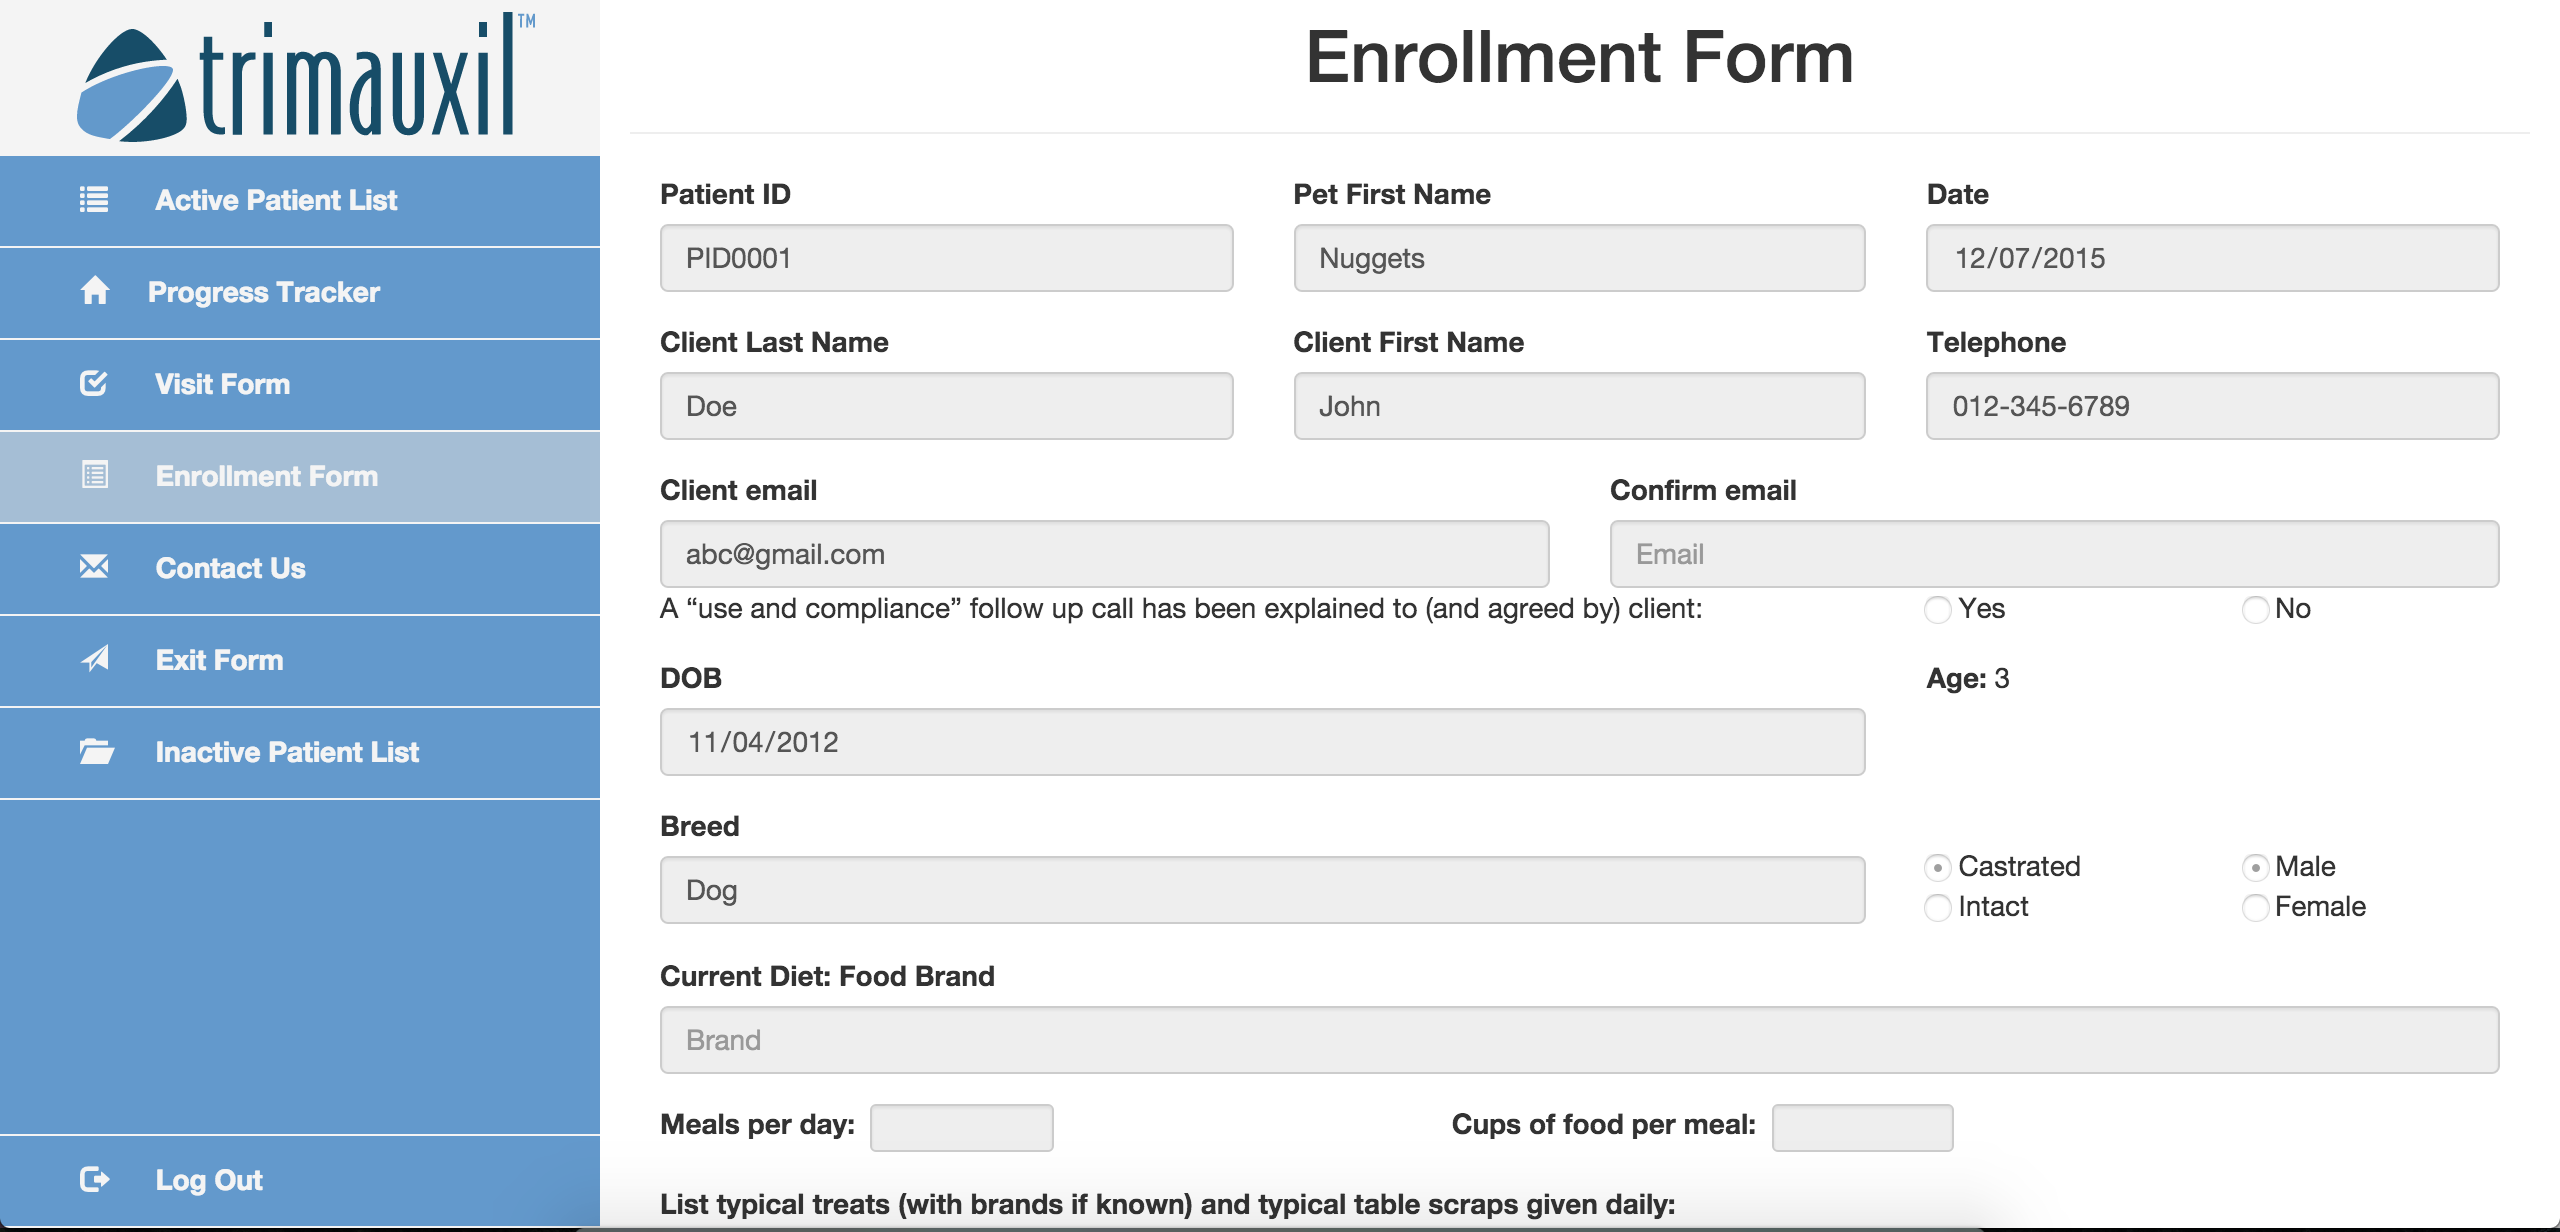 trimauxil™
Active Patient List
Progress Tracker
Visit Form
Enrollment Form
Contact Us
Exit Form
Inactive Patient List
Log Out
Enrollment Form
Patient ID Pet First Name Date
PID0001 Nuggets 12/07/2015
Client Last Name Client First Name Telephone
Doe John 012-345-6789
Client email Confirm email
abc@gmail.com Email
A “use and compliance” follow up call has been explained to (and agreed by) client: Yes No
DOB Age: 3
11/04/2012
Breed
Dog Castrated Male
Intact Female
Current Diet: Food Brand
Brand
Meals per day: Cups of food per meal:
List typical treats (with brands if known) and typical table scraps given daily: